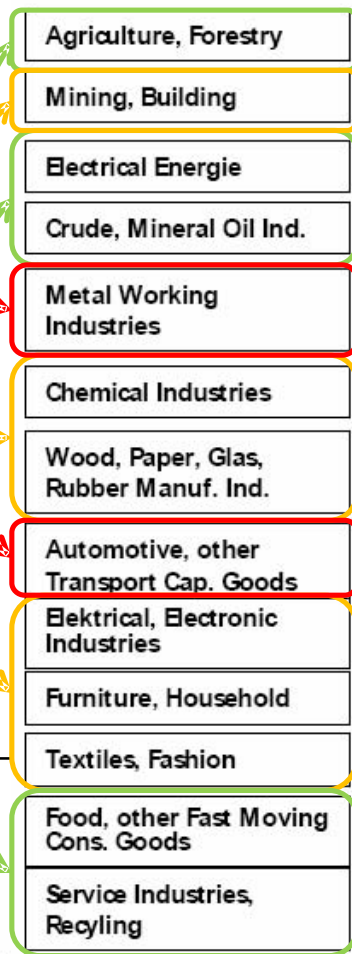 Agriculture, Forestry
Mining, Building
Electrical Energie
Crude, Mineral Oil Ind.
Metal Working
Industries
Chemical Industries
Wood, Paper, Glas,
Rubber Manuf. Ind.
Automotive, other
Transport Cap. Goods
Elektrical, Electronic
Industries
Furniture, Household
Textiles, Fashion
Food, other Fast Moving
Cons. Goods
Service Industries,
Recyling